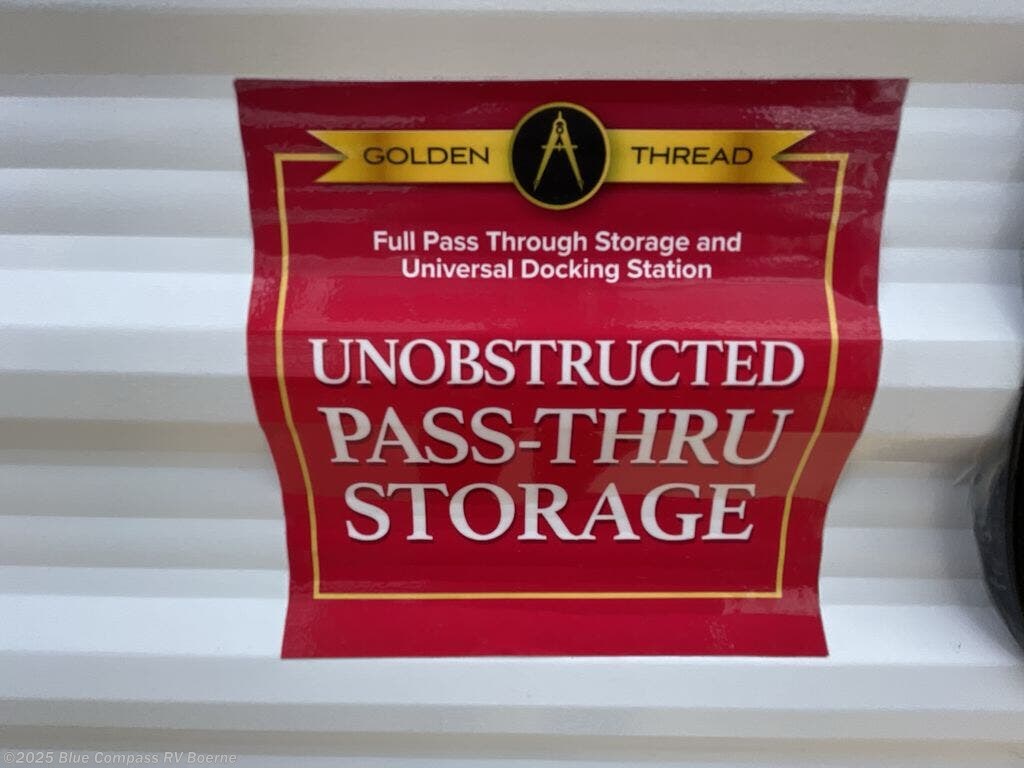 GOLDEN THREAD
Full Pass Through Storage and
Universal Docking Station
UNOBSTRUCTED
PASS-THRU
STORAGE
©2025 Blue Compass RV Boerne